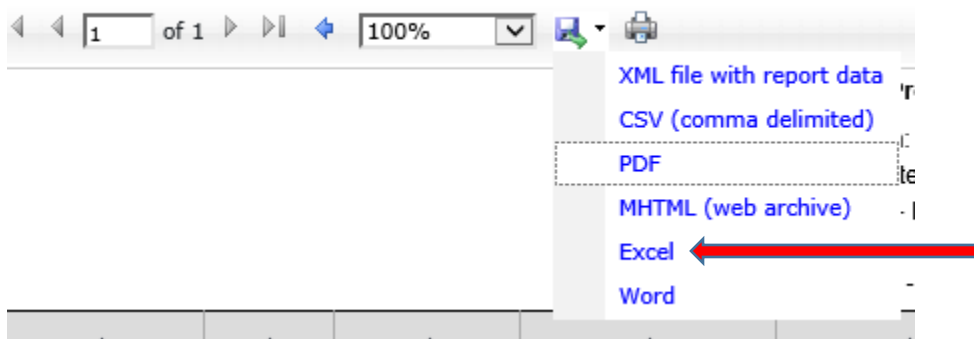 1 of 1 100%
XML file with report data
CSV (comma delimited)
PDF
MHTML (web archive)
Excel
Word